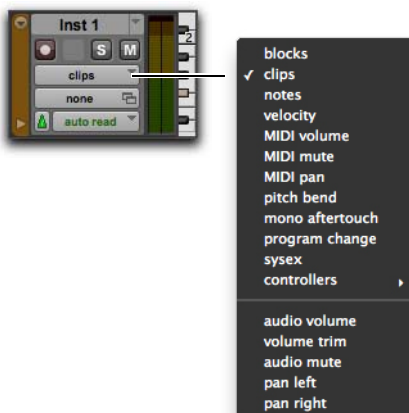 Inst 1
2
S M
clips
none
auto read
blocks
✓ clips
notes
velocity
MIDI volume
MIDI mute
MIDI pan
pitch bend
mono aftertouch
program change
sysex
controllers
audio volume
volume trim
audio mute
pan left
pan right